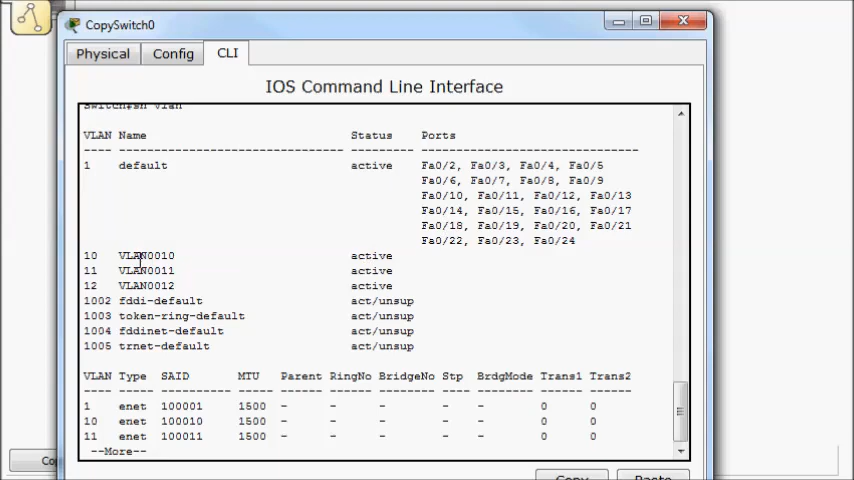 CopySwitch0
Physical Config CLI
IOS Command Line Interface
Switch#sh vlan
VLAN Name Status Ports
---- -------------------------------- --------- -------------------------------
1 default active Fa0/2, Fa0/3, Fa0/4, Fa0/5
Fa0/6, Fa0/7, Fa0/8, Fa0/9
Fa0/10, Fa0/11, Fa0/12, Fa0/13
Fa0/14, Fa0/15, Fa0/16, Fa0/17
Fa0/18, Fa0/19, Fa0/20, Fa0/21
Fa0/22, Fa0/23, Fa0/24
10 VLAN0010 active
11 VLAN0011 active
12 VLAN0012 active
1002 fddi-default act/unsup
1003 token-ring-default act/unsup
1004 fddinet-default act/unsup
1005 trnet-default act/unsup
VLAN Type SAID MTU Parent RingNo BridgeNo Stp BrdgMode Trans1 Trans2
---- ----- ---------- ----- ------ ------ -------- ---- -------- ------ ------
1 enet 100001 1500 - - - - - 0 0
10 enet 100010 1500 - - - - - 0 0
11 enet 100011 1500 - - - - - 0 0
--More--
Copy Paste